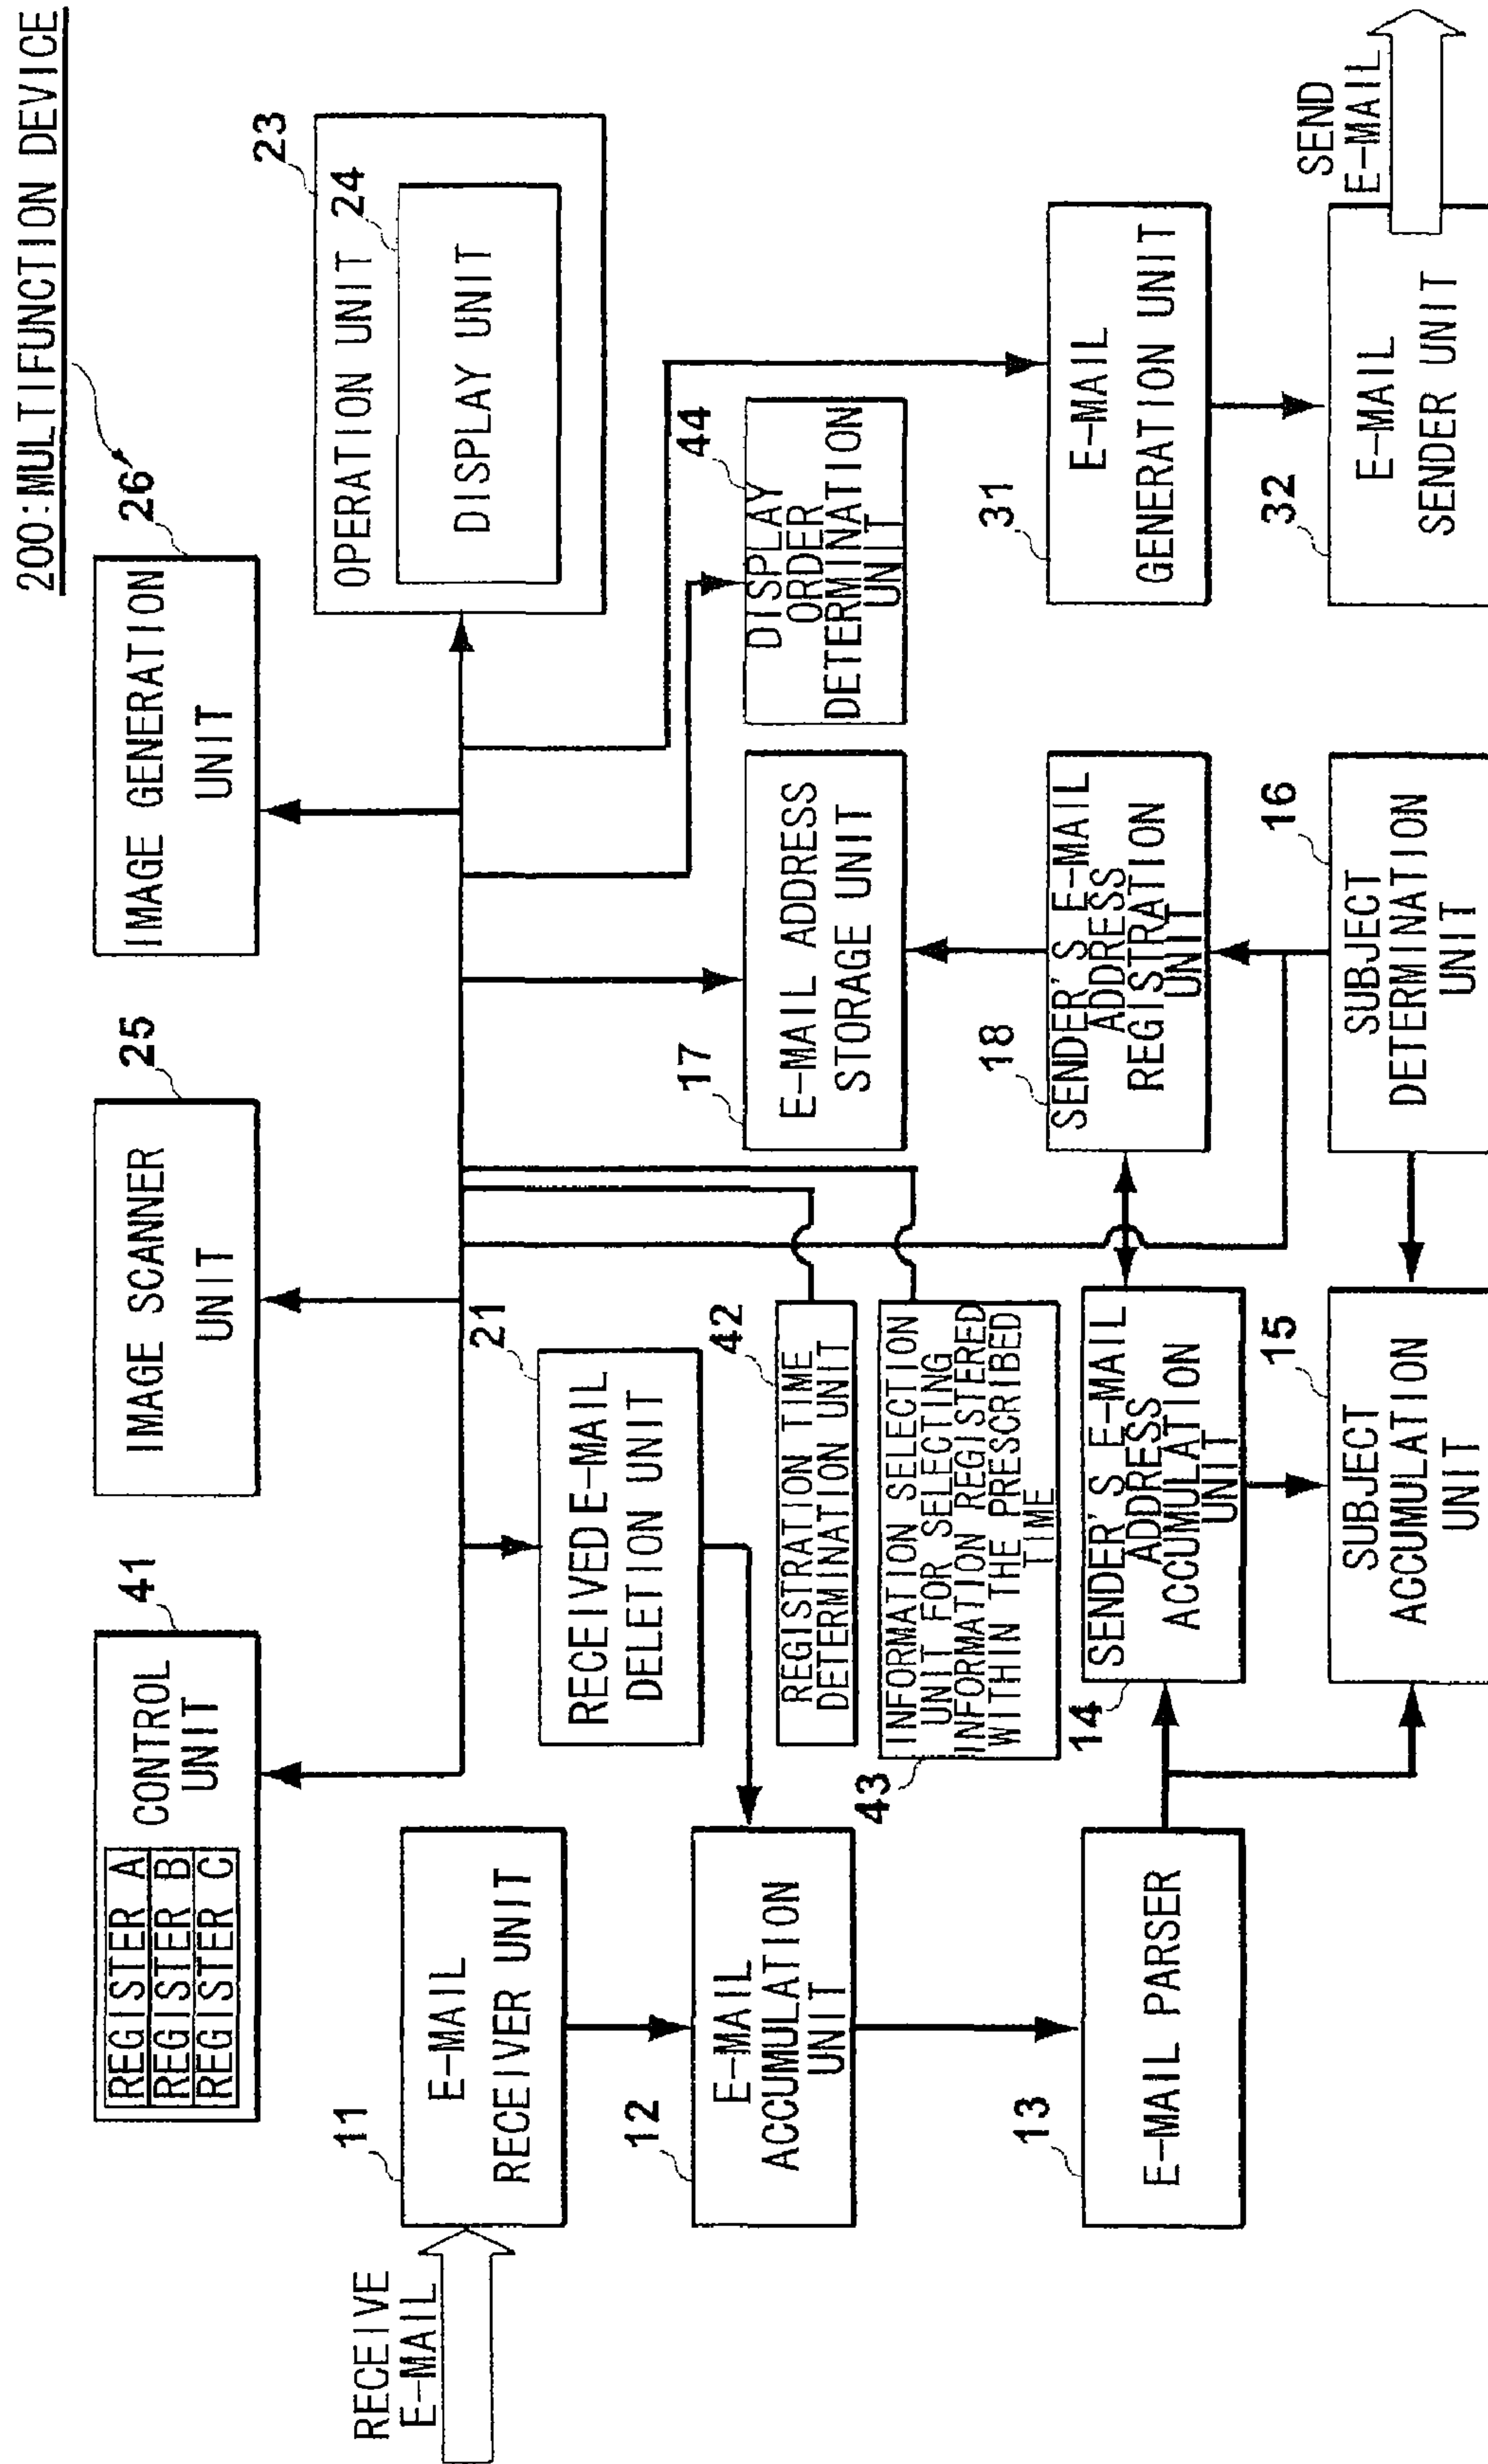 200:MULTIFUNCTION DEVICE
41
CONTROL
UNIT
REGISTER A
REGISTER B
REGISTER C
25
IMAGE SCANNER
UNIT
26
IMAGE GENERATION
UNIT
23
OPERATION UNIT
24
DISPLAY UNIT
RECEIVE
E-MAIL
11
E-MAIL
RECEIVER UNIT
21
RECEIVED E-MAIL
DELETION UNIT
12
E-MAIL
ACCUMULATION
UNIT
42
REGISTRATION TIME
DETERMINATION UNIT
43
INFORMATION SELECTION
UNIT FOR SELECTING
INFORMATION REGISTERED
WITHIN THE PRESCRIBED
TIME
17
E-MAIL ADDRESS
STORAGE UNIT
44
DISPLAY
ORDER
DETERMINATION
UNIT
13
E-MAIL PARSER
14
SENDER'S E-MAIL
ADDRESS
ACCUMULATION
UNIT
18
SENDER'S E-MAIL
ADDRESS
REGISTRATION
UNIT
31
E-MAIL
GENERATION UNIT
15
SUBJECT
ACCUMULATION
UNIT
16
SUBJECT
DETERMINATION
UNIT
32
E-MAIL
SENDER UNIT
SEND
E-MAIL